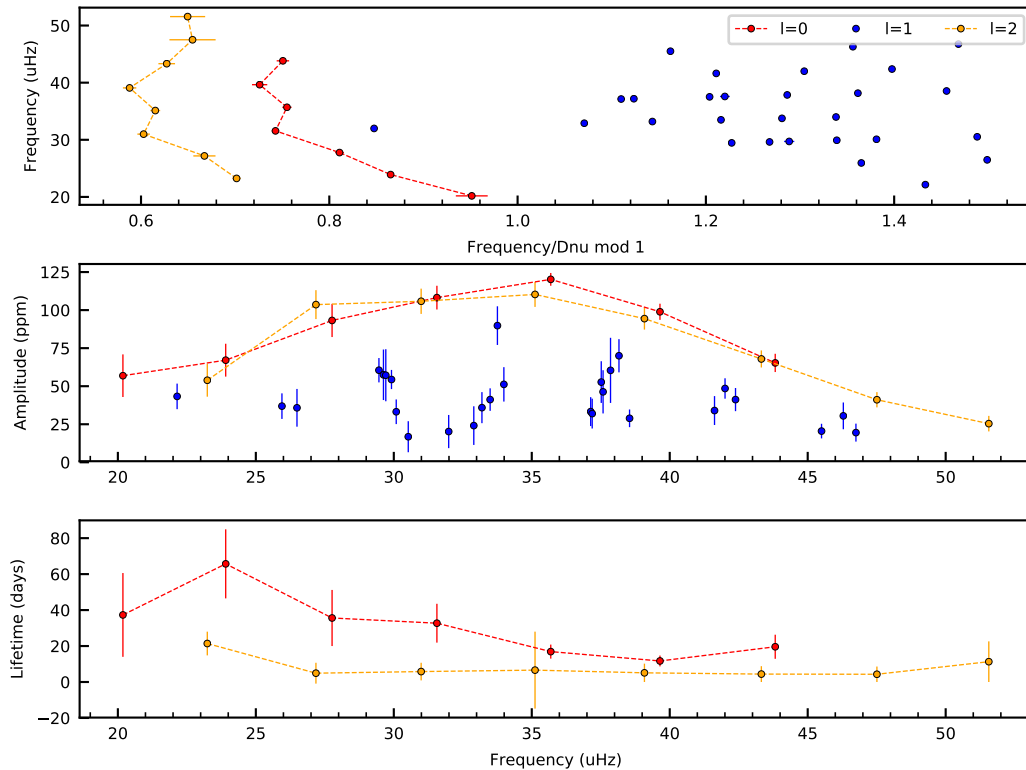 l=0 l=1 l=2
50
40
30
20
Frequency (uHz)
0.6 0.8 1.0 1.2 1.4
Frequency/Dnu mod 1
125
100
75
50
25
0
Amplitude (ppm)
20 25 30 35 40 45 50
80
60
40
20
0
−20
Lifetime (days)
20 25 30 35 40 45 50
Frequency (uHz)